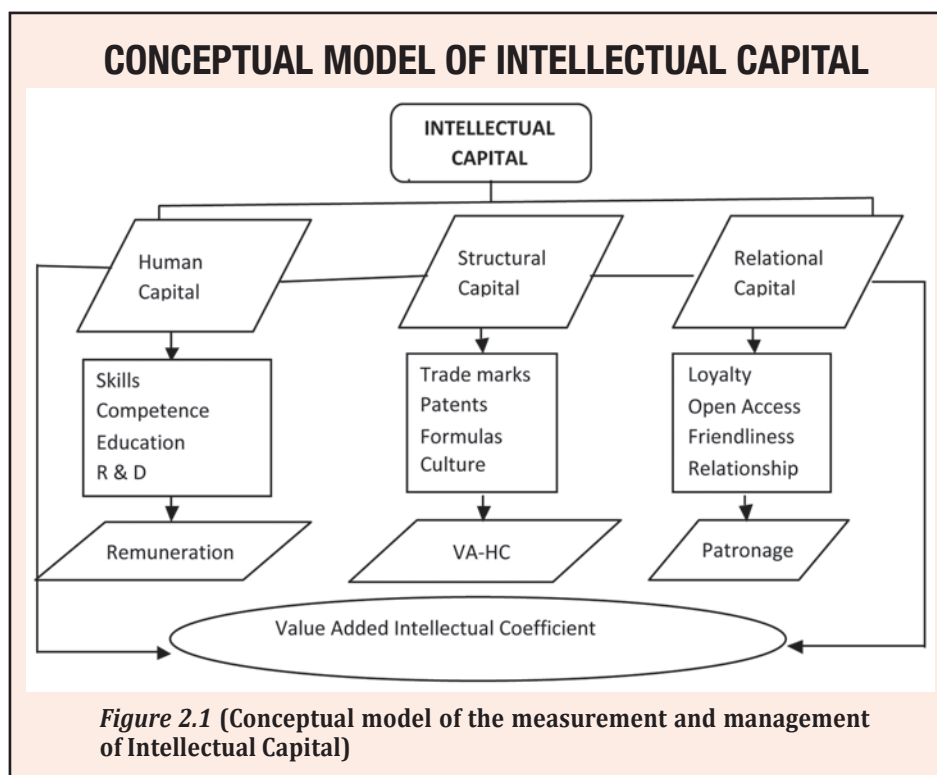 CONCEPTUAL MODEL OF INTELLECTUAL CAPITAL
INTELLECTUAL
CAPITAL
Human
Capital
Structural
Capital
Relational
Capital
Skills
Competence
Education
R & D
Trade marks
Patents
Formulas
Culture
Loyalty
Open Access
Friendliness
Relationship
Remuneration
VA-HC
Patronage
Value Added Intellectual Coefficient
Figure 2.1 (Conceptual model of the measurement and management
of Intellectual Capital)